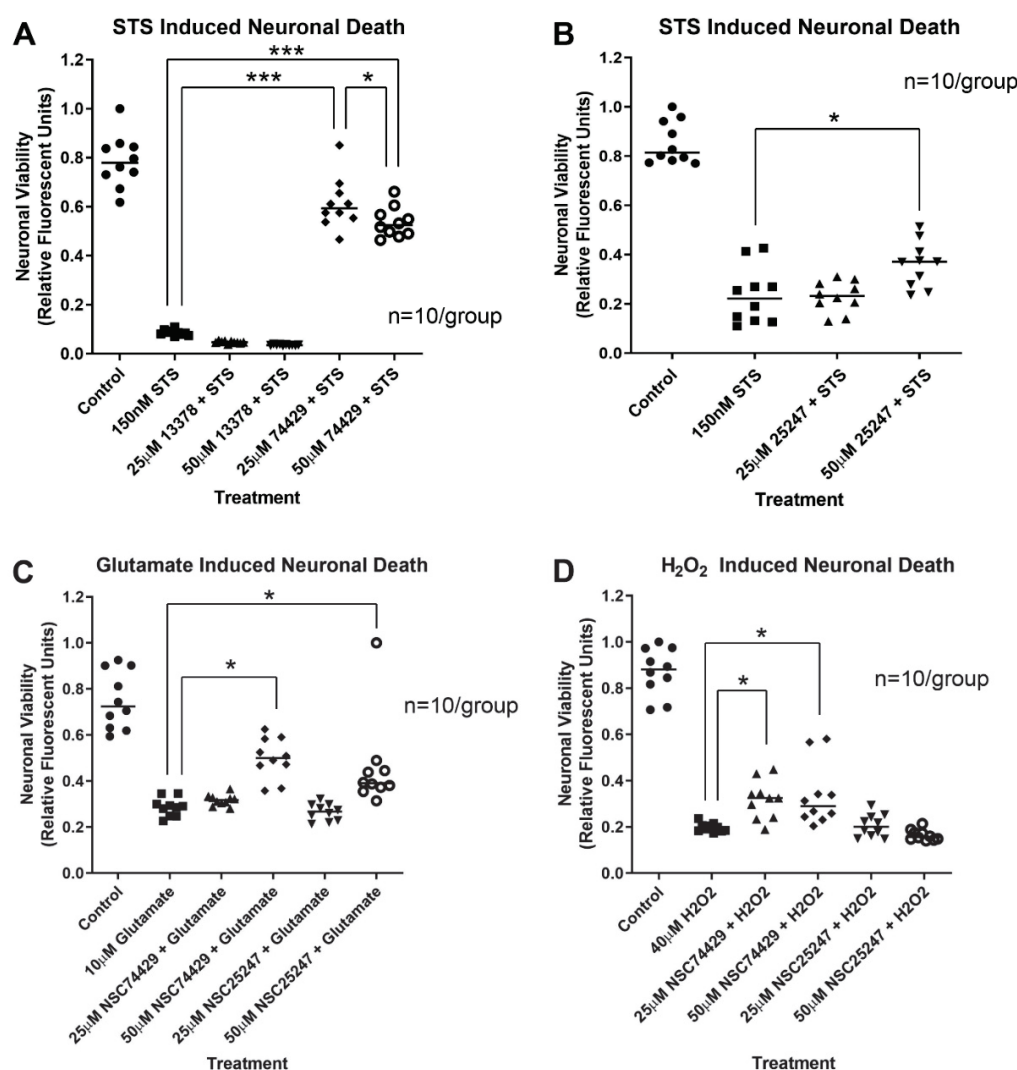 A
STS Induced Neuronal Death
Neuronal Viability
(Relative Fluorescent Units)
1.2
1.0
0.8
0.6
0.4
0.2
0.0
***
***
*
n=10/group
Control
150nM STS
25μM 13378 + STS
50μM 13378 + STS
25μM 74429 + STS
50μM 74429 + STS
Treatment
B
STS Induced Neuronal Death
Neuronal Viability
(Relative Fluorescent Units)
1.2
1.0
0.8
0.6
0.4
0.2
0.0
n=10/group
*
Control
150nM STS
25μM 25247 + STS
50μM 25247 + STS
Treatment
C
Glutamate Induced Neuronal Death
Neuronal Viability
(Relative Fluorescent Units)
1.2
1.0
0.8
0.6
0.4
0.2
0.0
*
*
n=10/group
Control
10μM Glutamate
25μM NSC74429 + Glutamate
50μM NSC74429 + Glutamate
25μM NSC25247 + Glutamate
50μM NSC25247 + Glutamate
Treatment
D
H₂O₂ Induced Neuronal Death
Neuronal Viability
(Relative Fluorescent Units)
1.2
1.0
0.8
0.6
0.4
0.2
0.0
*
*
n=10/group
Control
40μM H2O2
25μM NSC74429 + H2O2
50μM NSC74429 + H2O2
25μM NSC25247 + H2O2
50μM NSC25247 + H2O2
Treatment